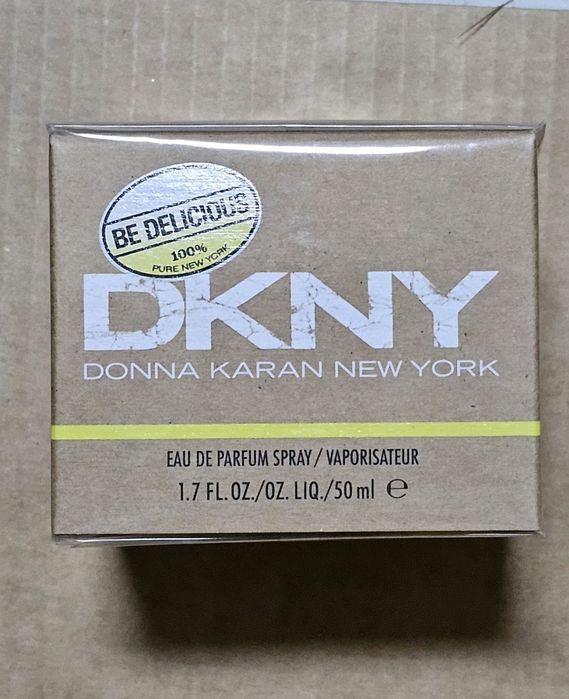 BE DELICIOUS
100%
PURE NEW YORK
DKNY
DONNA KARAN NEW YORK
EAU DE PARFUM SPRAY / VAPORISATEUR
1.7 FL. OZ./OZ. LIQ./50 ml ℮